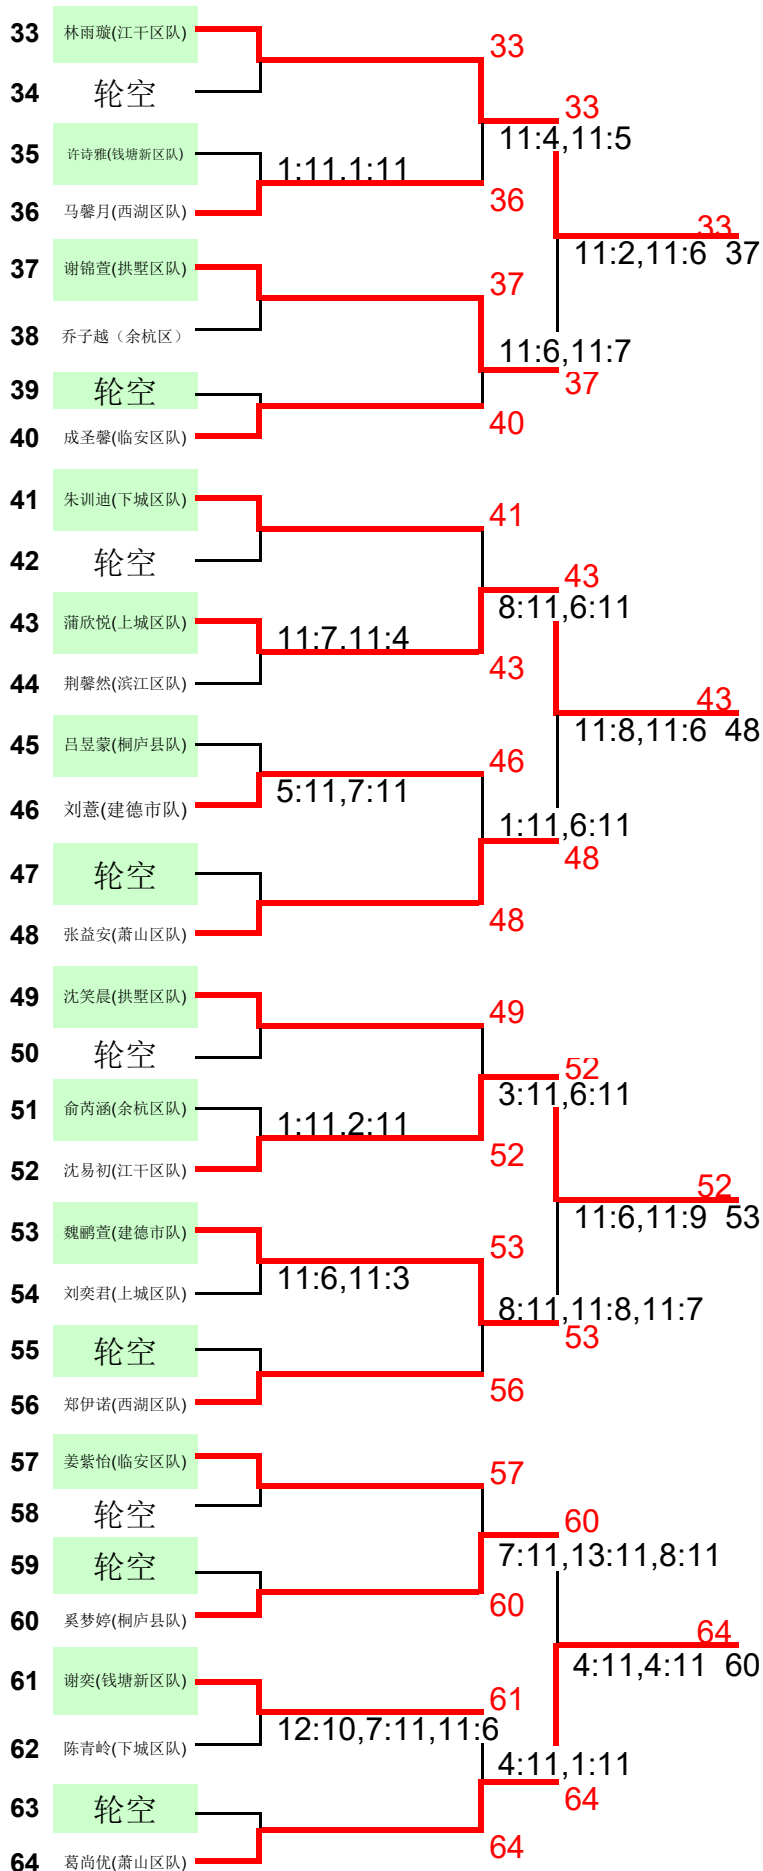 33 林雨璇(江干区队)
33
34 轮空
33
11:4,11:5
35 许诗雅(钱塘新区队)
1:11,1:11
36 马馨月(西湖区队)
36
33
11:2,11:6 37
37 谢锦萱(拱墅区队)
37
38 乔子越（余杭区）
11:6,11:7
37
39 轮空
40 成圣馨(临安区队)
40
41 朱训迪(下城区队)
41
42 轮空
43
8:11,6:11
43 蒲欣悦(上城区队)
11:7,11:4
44 荆馨然(滨江区队)
43
43
11:8,11:6 48
45 吕昱蒙(桐庐县队)
46
5:11,7:11
46 刘薏(建德市队)
1:11,6:11
48
47 轮空
48 张益安(萧山区队)
48
49 沈笑晨(拱墅区队)
49
50 轮空
52
3:11,6:11
51 俞芮涵(余杭区队)
1:11,2:11
52 沈易初(江干区队)
52
52
11:6,11:9 53
53 魏鹂萱(建德市队)
53
11:6,11:3
54 刘奕君(上城区队)
8:11,11:8,11:7
53
55 轮空
56 郑伊诺(西湖区队)
56
57 姜紫怡(临安区队)
57
58 轮空
60
7:11,13:11,8:11
59 轮空
60 奚梦婷(桐庐县队)
60
64
4:11,4:11 60
61 谢奕(钱塘新区队)
61
12:10,7:11,11:6
62 陈青岭(下城区队)
4:11,1:11
64
63 轮空
64 葛尚优(萧山区队)
64